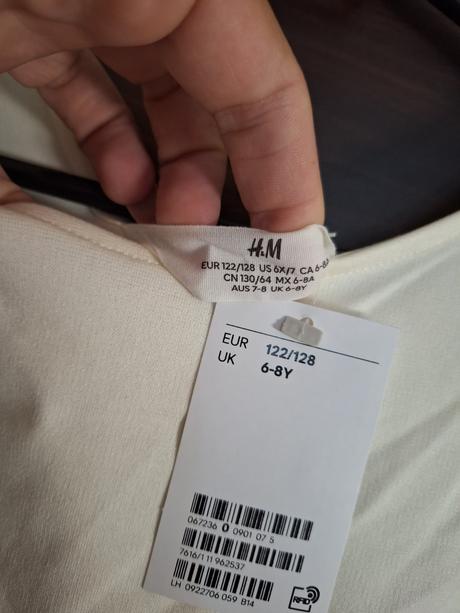 H&M
EUR 122/128 US 6X/7 CA 6-8
CN 130/64 MX 6-8A
AUS 7-8 UK 6-8Y
EUR 122/128
UK 6-8Y
067236 0 0901 07 5
7616/1 11 962537
LH 0922706 059 B14
RFID